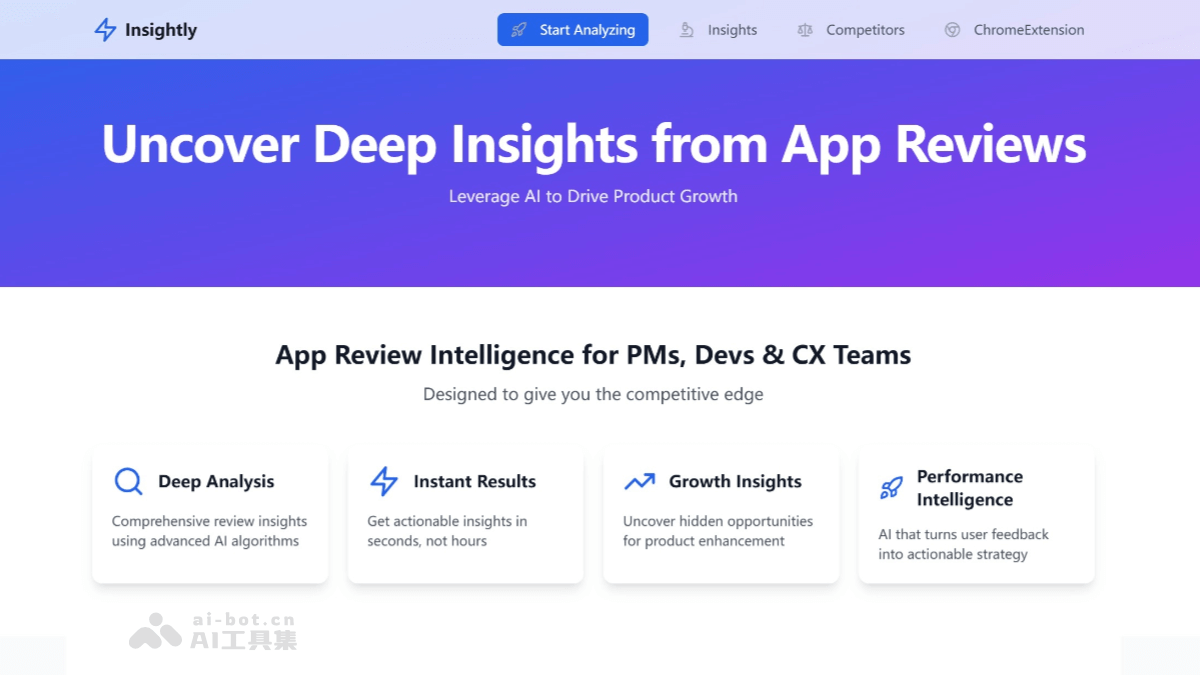 Insightly
Start Analyzing
Insights
Competitors
ChromeExtension
Uncover Deep Insights from App Reviews
Leverage AI to Drive Product Growth
App Review Intelligence for PMs, Devs & CX Teams
Designed to give you the competitive edge
Deep Analysis
Comprehensive review insights
using advanced AI algorithms
Instant Results
Get actionable insights in
seconds, not hours
Growth Insights
Uncover hidden opportunities
for product enhancement
Performance
Intelligence
AI that turns user feedback
into actionable strategy
ai-bot.cn
AI工具集